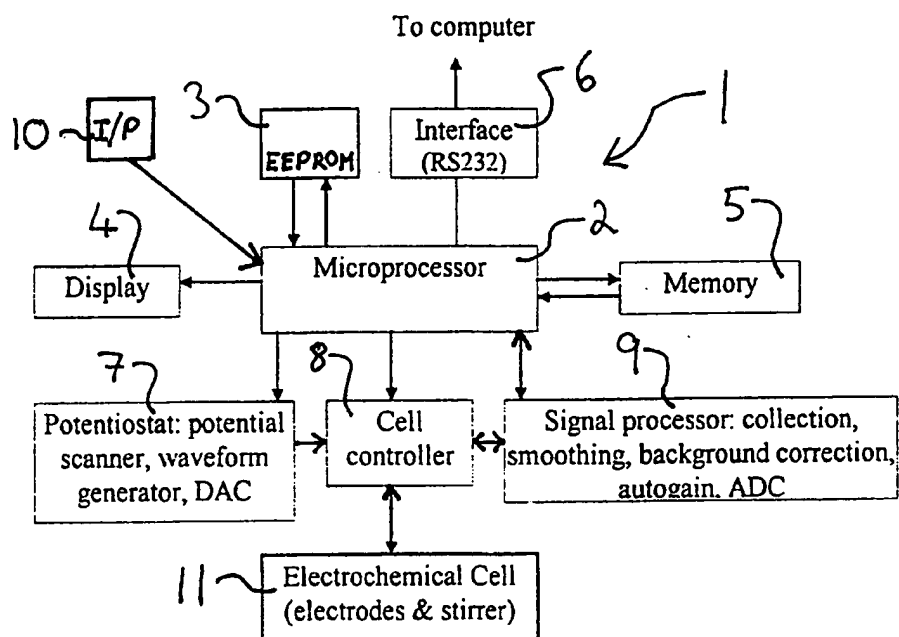 To computer
6
3
1
10
I/P
EEPROM
Interface
(RS232)
4
2
5
Microprocessor
Display
Memory
7
8
9
Potentiostat: potential
scanner, waveform
generator, DAC
Cell
controller
Signal processor: collection,
smoothing, background correction,
autogain. ADC
11
Electrochemical Cell
(electrodes & stirrer)